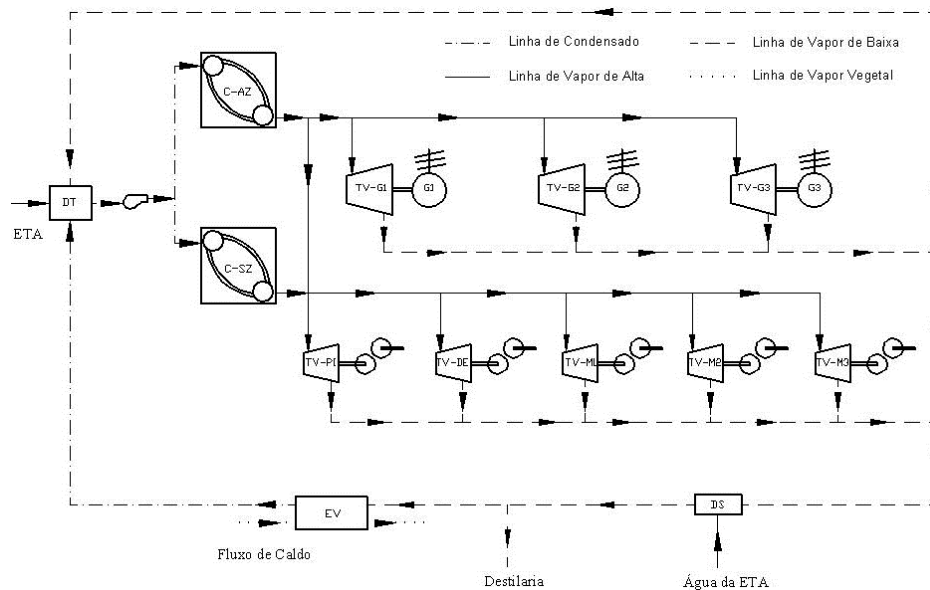 Linha de Condensado
Linha de Vapor de Baixa
Linha de Vapor de Alta
Linha de Vapor Vegetal
C-AZ
TV-G1
G1
TV-G2
G2
TV-G3
G3
DT
ETA
C-SZ
TV-PI
TV-DE
TV-M1
TV-M2
TV-M3
EV
DS
Fluxo de Caldo
Destilaria
Água da ETA